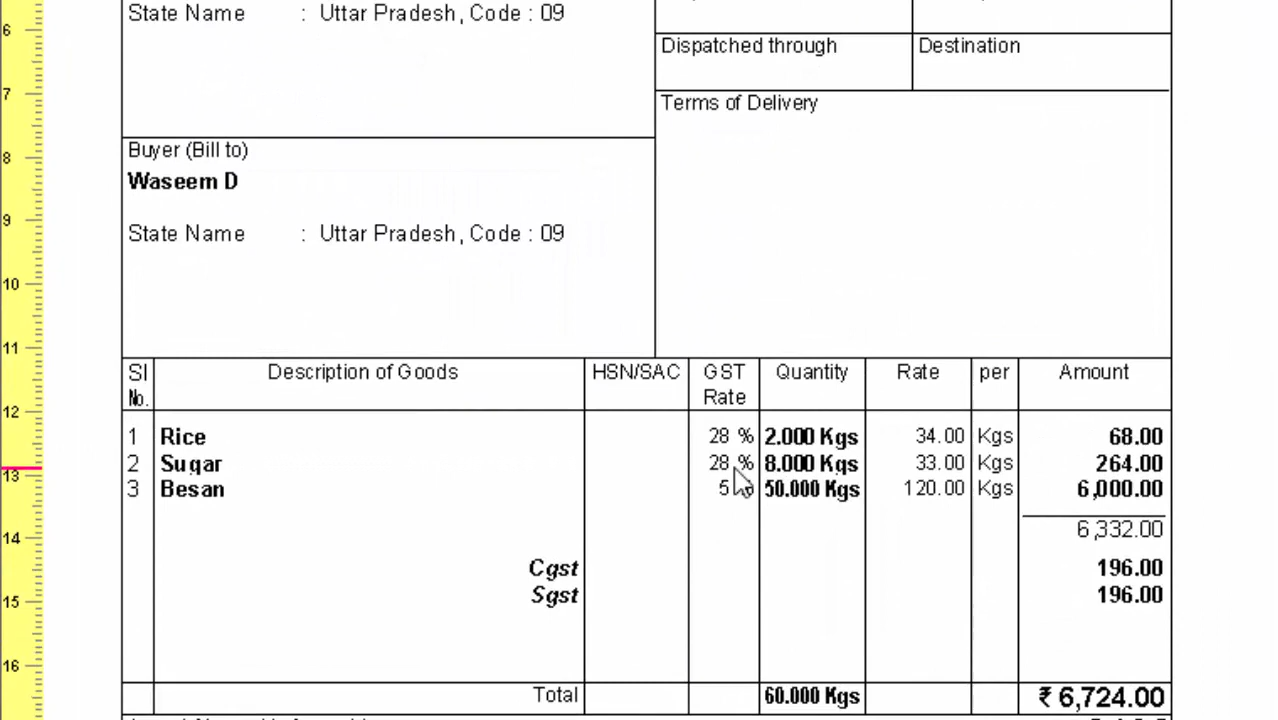 State Name : Uttar Pradesh, Code : 09
Dispatched through Destination
Terms of Delivery
Buyer (Bill to)
Waseem D
State Name : Uttar Pradesh, Code : 09
Sl No. Description of Goods HSN/SAC GST Rate Quantity Rate per Amount
1 Rice 28 % 2.000 Kgs 34.00 Kgs 68.00
2 Sugar 28 % 8.000 Kgs 33.00 Kgs 264.00
3 Besan 5 50.000 Kgs 120.00 Kgs 6,000.00
6,332.00
Cgst 196.00
Sgst 196.00
Total 60.000 Kgs ₹ 6,724.00
6
7
8
9
10
11
12
13
14
15
16